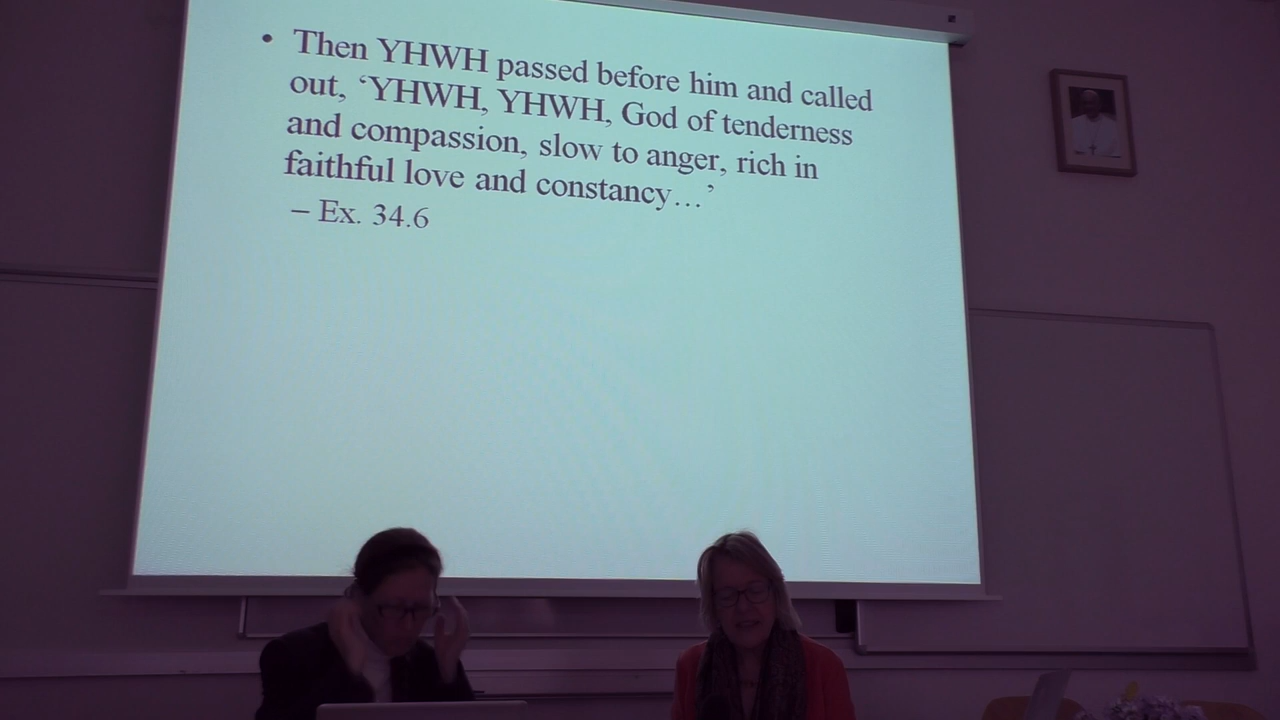 • Then YHWH passed before him and called
out, ‘YHWH, YHWH, God of tenderness
and compassion, slow to anger, rich in
faithful love and constancy…’
– Ex. 34.6